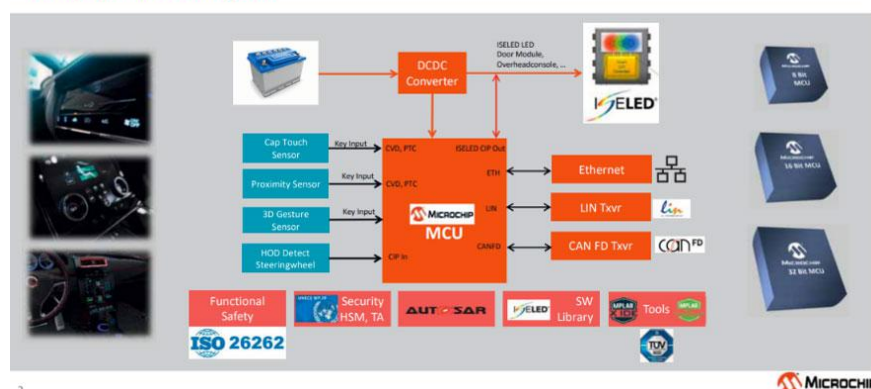 DCDC
Converter
ISELED LED
Door Module,
Overheadconsole, ...
ISELED®
8 Bit
MCU
Cap Touch
Sensor
Key Input
CVD, PTC
ISELED CIP Out
Proximity Sensor
Key Input
CVD, PTC
ETH
Ethernet
16 Bit MCU
3D Gesture
Sensor
Key Input
MICROCHIP
MCU
LIN
LIN Txvr
lin
HOD Detect
Steeringwheel
CIP In
CANFD
CAN FD Txvr
CAN FD
32 Bit MCU
Functional
Safety
ISO 26262
Security
HSM, TA
AUTOSAR
ISELED
SW
Library
MPLAB
Tools
MPLAB
TÜV
MICROCHIP